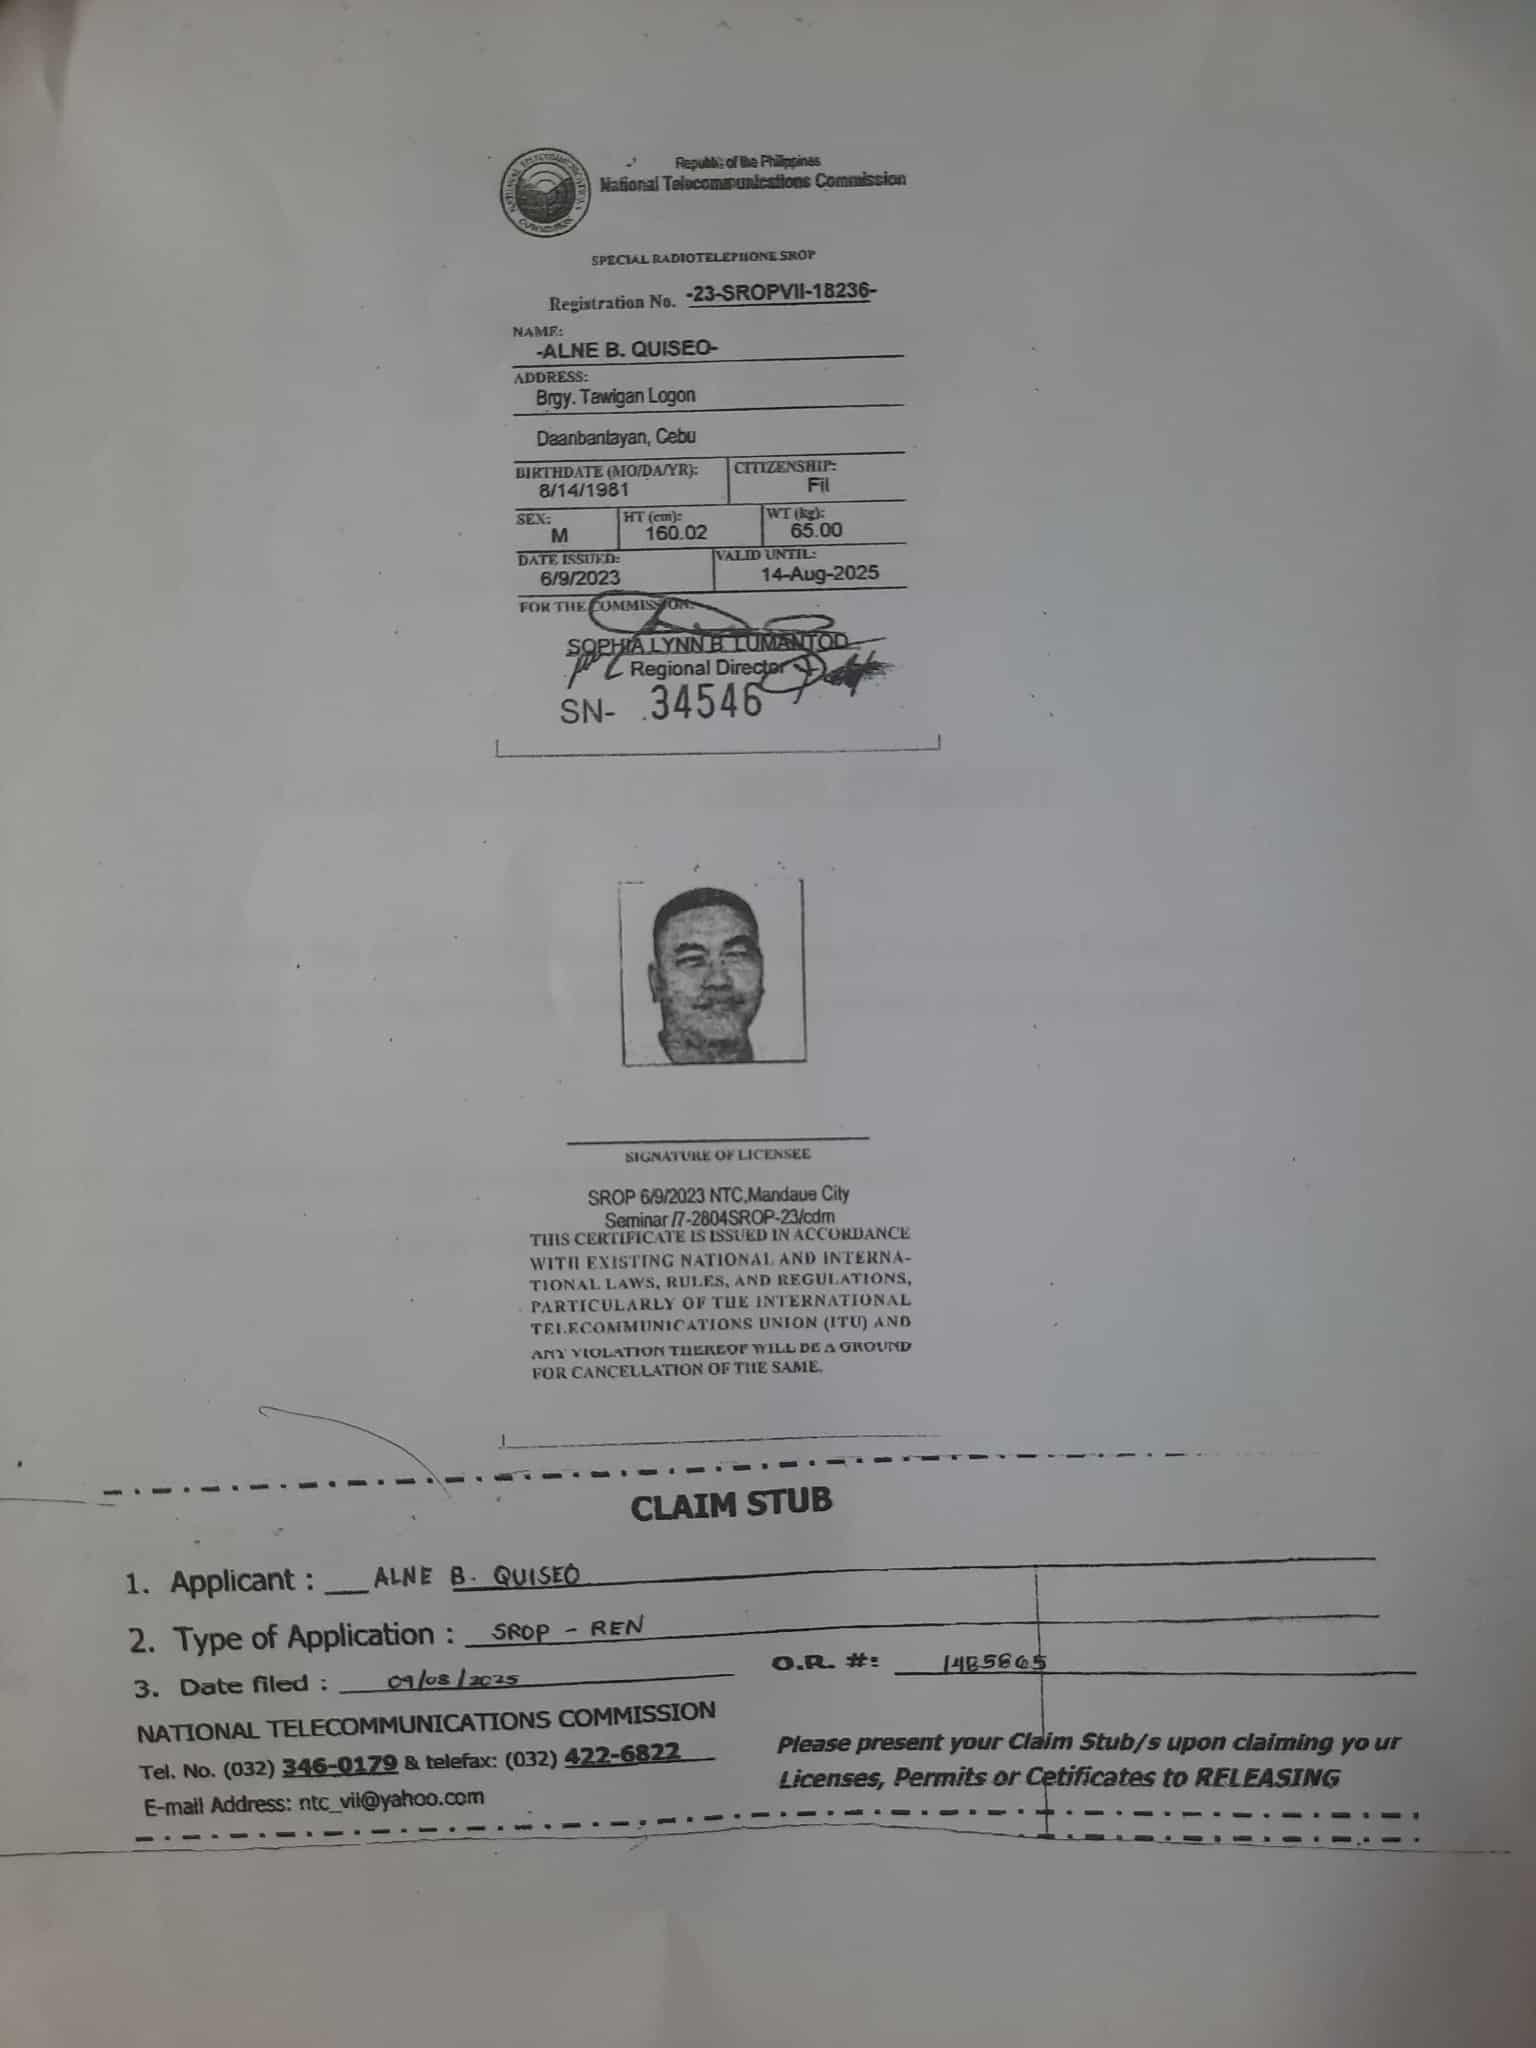 Republic of the Philippines
National Telecommunications Commission
SPECIAL RADIOTELEPHONE SROP
Registration No. -23-SROPVII-18236-
NAME:
-ALNE B. QUISEO-
ADDRESS:
Brgy. Tawigan Logon
Daanbantayan, Cebu
BIRTHDATE (MO/DA/YR): CITIZENSHIP:
8/14/1981 Fil
SEX: HT (cm): WT (kg):
M 160.02 65.00
DATE ISSUED: VALID UNTIL:
6/9/2023 14-Aug-2025
FOR THE COMMISSION:
SOPHIA LYNN B. LUMANTOD
Regional Director
SN- 34546
SIGNATURE OF LICENSEE
SROP 6/9/2023 NTC,Mandaue City
Seminar /7-2804SROP-23/cdm
THIS CERTIFICATE IS ISSUED IN ACCORDANCE
WITH EXISTING NATIONAL AND INTERNA-
TIONAL LAWS, RULES, AND REGULATIONS,
PARTICULARLY OF THE INTERNATIONAL
TELECOMMUNICATIONS UNION (ITU) AND
ANY VIOLATION THEREOF WILL BE A GROUND
FOR CANCELLATION OF THE SAME.
CLAIM STUB
1. Applicant : ALNE B. QUISEO
2. Type of Application : SROP - REN
3. Date filed : 09/08/2025 O.R. #:
NATIONAL TELECOMMUNICATIONS COMMISSION
Tel. No. (032) 346-0179 & telefax: (032) 422-6822
E-mail Address: ntc_vii@yahoo.com
Please present your Claim Stub/s upon claiming yo ur
Licenses, Permits or Cetificates to RELEASING